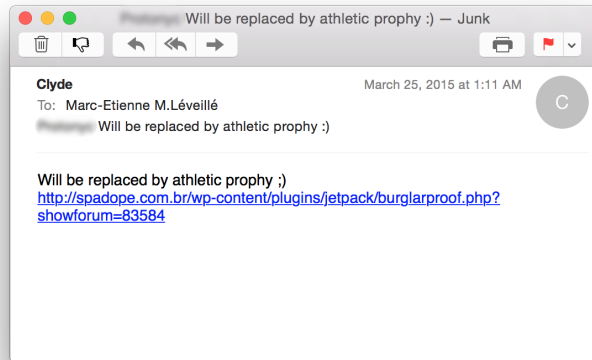 Will be replaced by athletic prophy :) — Junk
Clyde
March 25, 2015 at 1:11 AM
C
To: Marc-Etienne M.Léveillé
Will be replaced by athletic prophy :)
Will be replaced by athletic prophy ;)
http://spadope.com.br/wp-content/plugins/jetpack/burglarproof.php?
showforum=83584